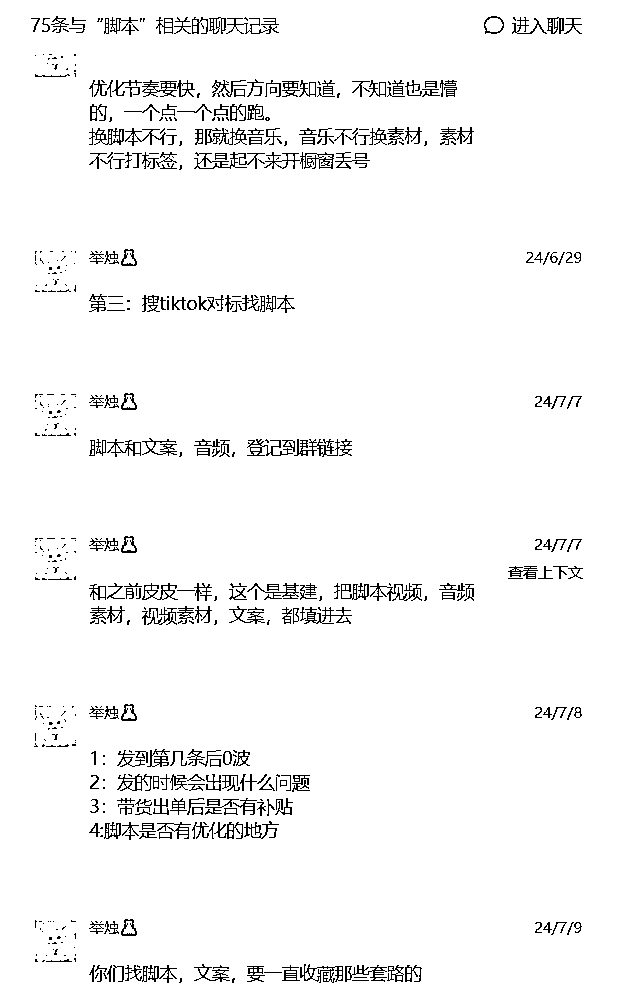 75条与“脚本”相关的聊天记录 进入聊天
优化节奏要快，然后方向要知道，不知道也是懵
的，一个点一个点的跑。
换脚本不行，那就换音乐，音乐不行换素材，素材
不行打标签，还是起不来开橱窗丢号
举烛 24/6/29
第三：搜tiktok对标找脚本
举烛 24/7/7
脚本和文案，音频，登记到群链接
举烛 24/7/7
查看上下文
和之前皮皮一样，这个是基建，把脚本视频，音频
素材，视频素材，文案，都填进去
举烛 24/7/8
1：发到第几条后0波
2：发的时候会出现什么问题
3：带货出单后是否有补贴
4:脚本是否有优化的地方
举烛 24/7/9
你们找脚本，文案，要一直收藏那些套路的